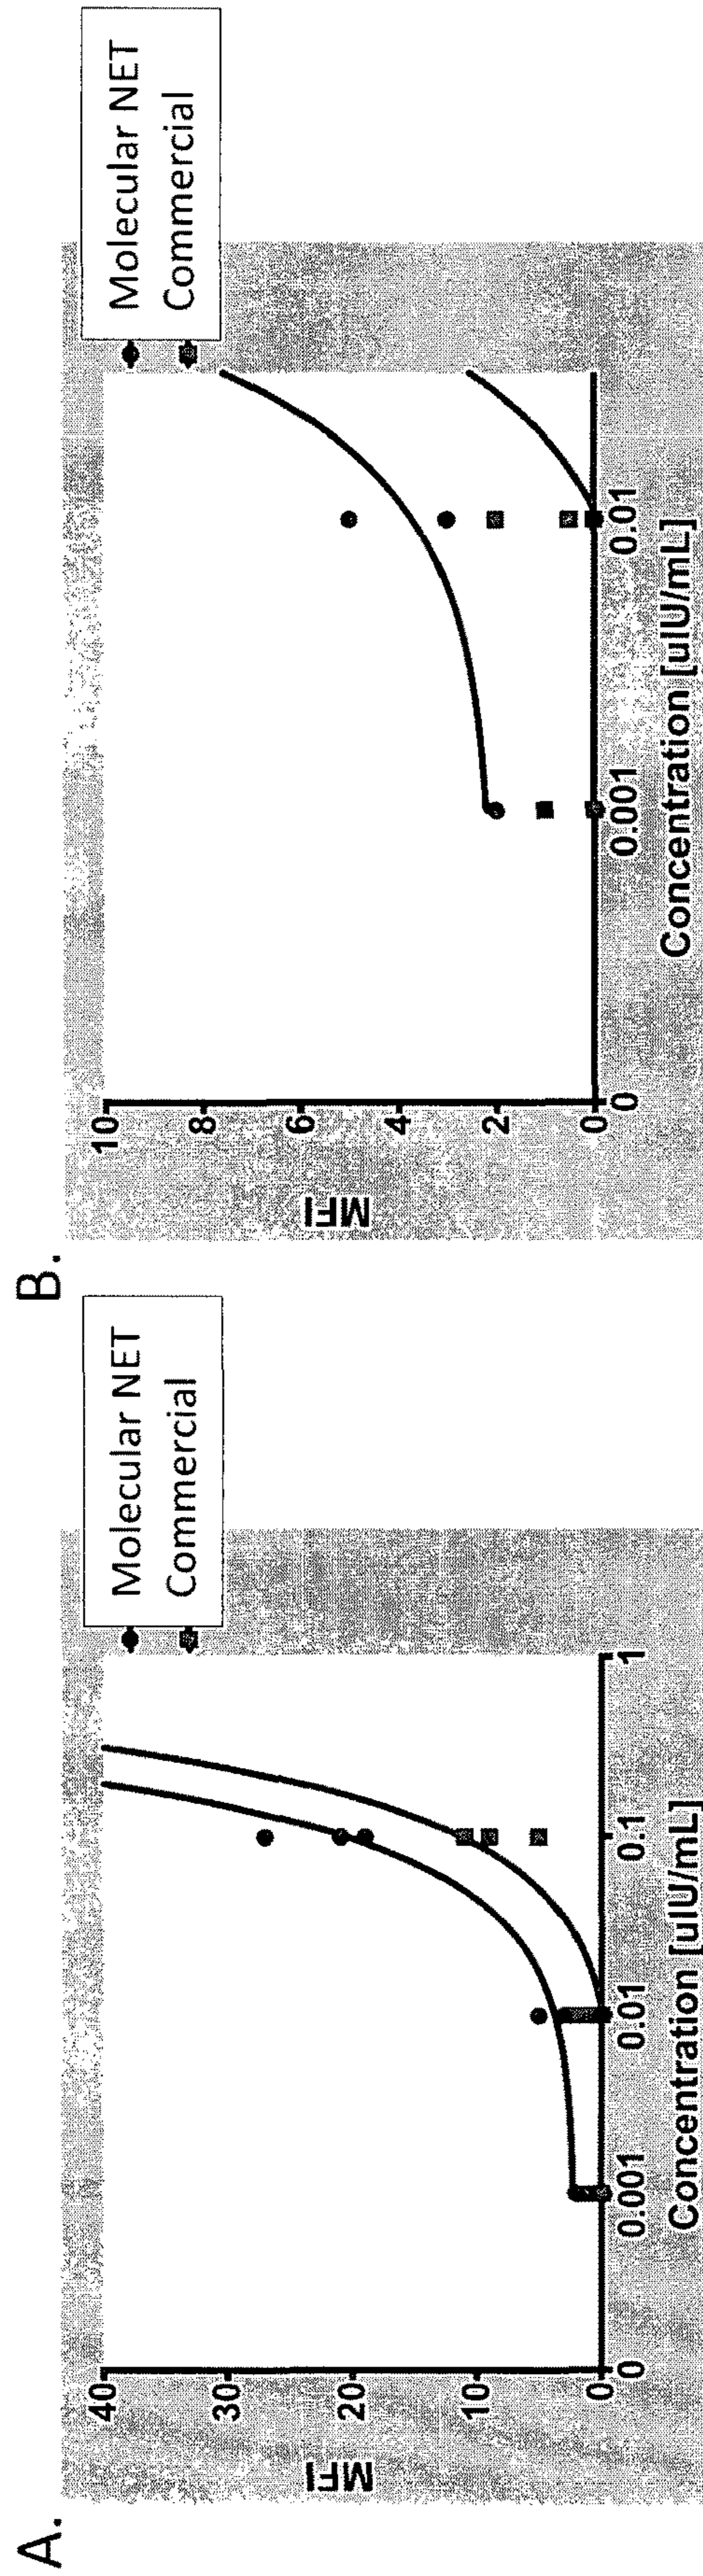 A.
Molecular NET
Commercial
MFI
40
30
20
10
0
0
0.001
0.01
0.1
1
Concentration [uIU/mL]
B.
Molecular NET
Commercial
MFI
10
8
6
4
2
0
0
0.001
0.01
Concentration [uIU/mL]